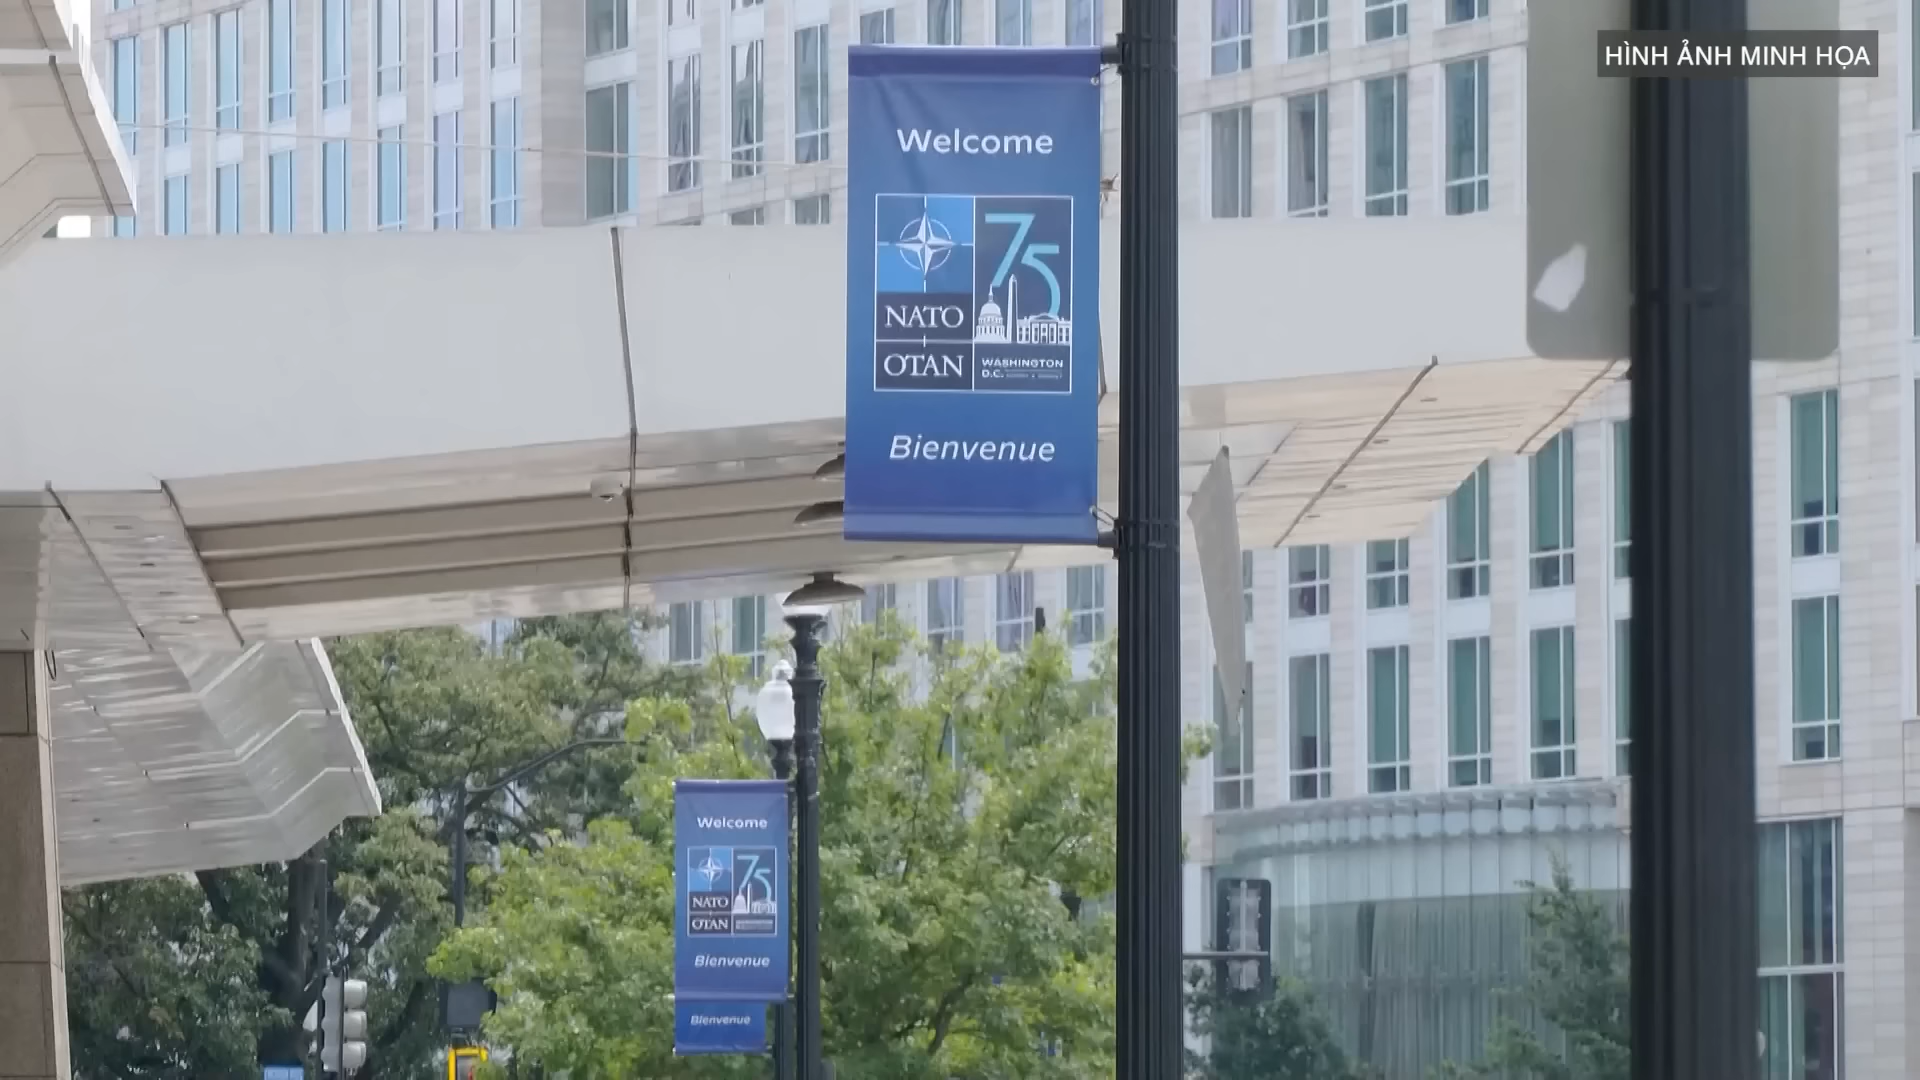 HÌNH ẢNH MINH HỌA
Welcome
75
NATO
OTAN
WASHINGTON
D.C.
Bienvenue
Welcome
75
NATO
OTAN
Bienvenue
Bienvenue